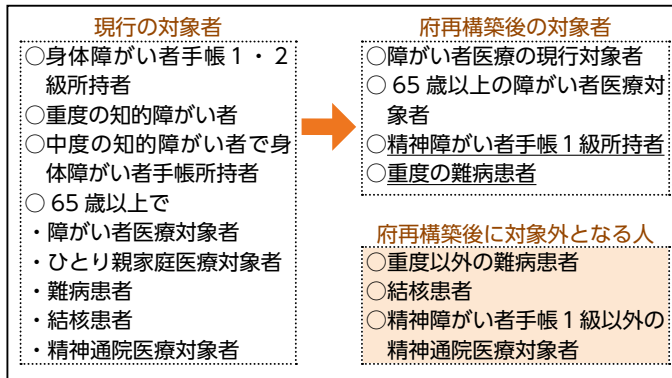 現行の対象者
○身体障がい者手帳１・２
級所持者
○重度の知的障がい者
○中度の知的障がい者で身
体障がい者手帳所持者
○ 65 歳以上で
・障がい者医療対象者
・ひとり親家庭医療対象者
・難病患者
・結核患者
・精神通院医療対象者
府再構築後の対象者
○障がい者医療の現行対象者
○ 65 歳以上の障がい者医療対
象者
○精神障がい者手帳１級所持者
○重度の難病患者
府再構築後に対象外となる人
○重度以外の難病患者
○結核患者
○精神障がい者手帳１級以外の
精神通院医療対象者